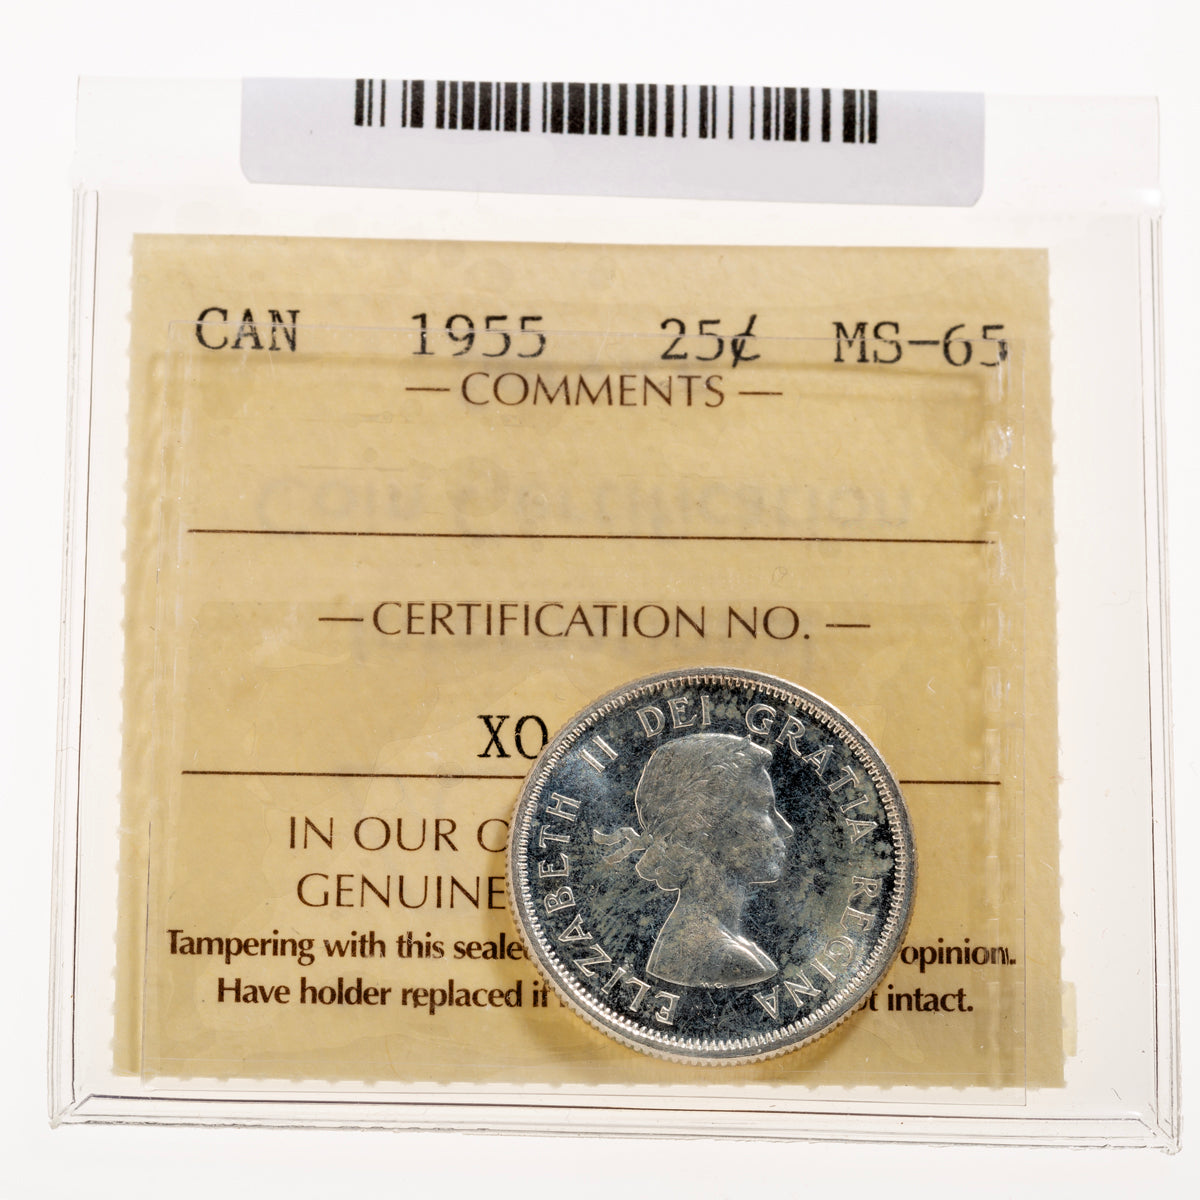 CAN 1955 25¢ MS-65
— COMMENTS —
— CERTIFICATION NO. —
XO
IN OUR
GENUINE
Tampering with this opinion.
Have holder replaced if intact.
ELIZABETH II DEI GRATIA REGINA